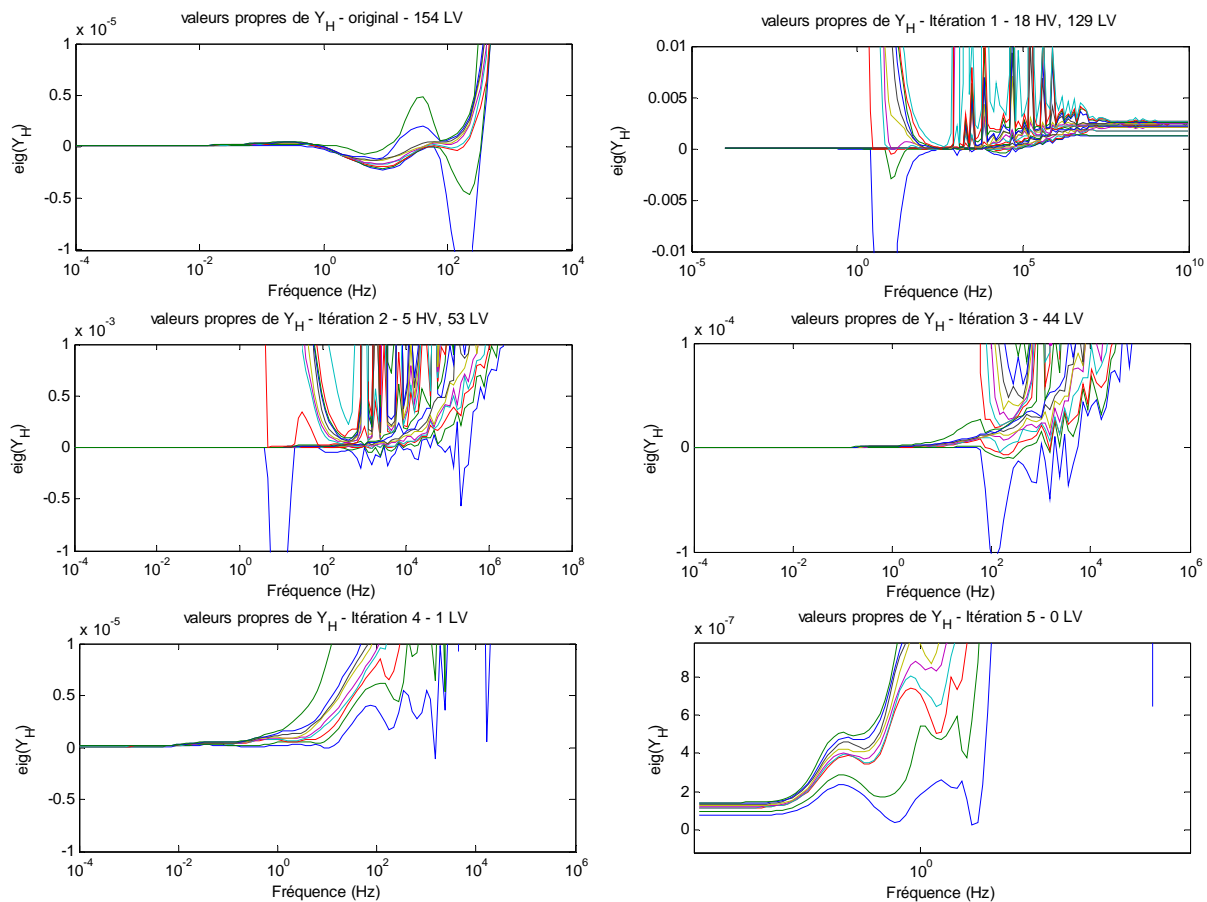 valeurs propres de Y_H - original - 154 LV
x 10^-5
1
0.5
0
-0.5
-1
eig(Y_H)
10^-4 10^-2 10^0 10^2 10^4
Fréquence (Hz)
valeurs propres de Y_H - Itération 1 - 18 HV, 129 LV
0.01
0.005
0
-0.005
-0.01
eig(Y_H)
10^-5 10^0 10^5 10^10
Fréquence (Hz)
valeurs propres de Y_H - Itération 2 - 5 HV, 53 LV
x 10^-3
1
0.5
0
-0.5
-1
eig(Y_H)
10^-4 10^-2 10^0 10^2 10^4 10^6 10^8
Fréquence (Hz)
valeurs propres de Y_H - Itération 3 - 44 LV
x 10^-4
1
0.5
0
-0.5
-1
eig(Y_H)
10^-4 10^-2 10^0 10^2 10^4 10^6
Fréquence (Hz)
valeurs propres de Y_H - Itération 4 - 1 LV
x 10^-5
1
0.5
0
-0.5
-1
eig(Y_H)
10^-4 10^-2 10^0 10^2 10^4 10^6
Fréquence (Hz)
valeurs propres de Y_H - Itération 5 - 0 LV
x 10^-7
8
6
4
2
0
eig(Y_H)
10^0
Fréquence (Hz)